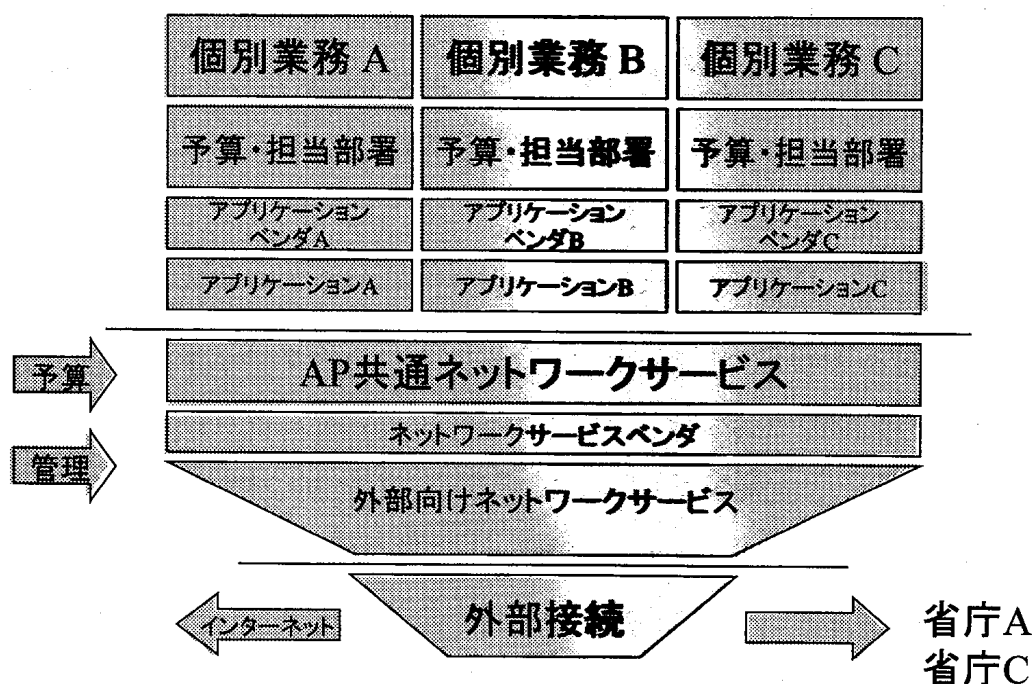 個別業務 A
個別業務 B
個別業務 C
予算・担当部署
予算・担当部署
予算・担当部署
アプリケーション
ベンダA
アプリケーション
ベンダB
アプリケーション
ベンダC
アプリケーションA
アプリケーションB
アプリケーションC
予算
AP共通ネットワークサービス
ネットワークサービスベンダ
管理
外部向けネットワークサービス
インターネット
外部接続
省庁A
省庁C